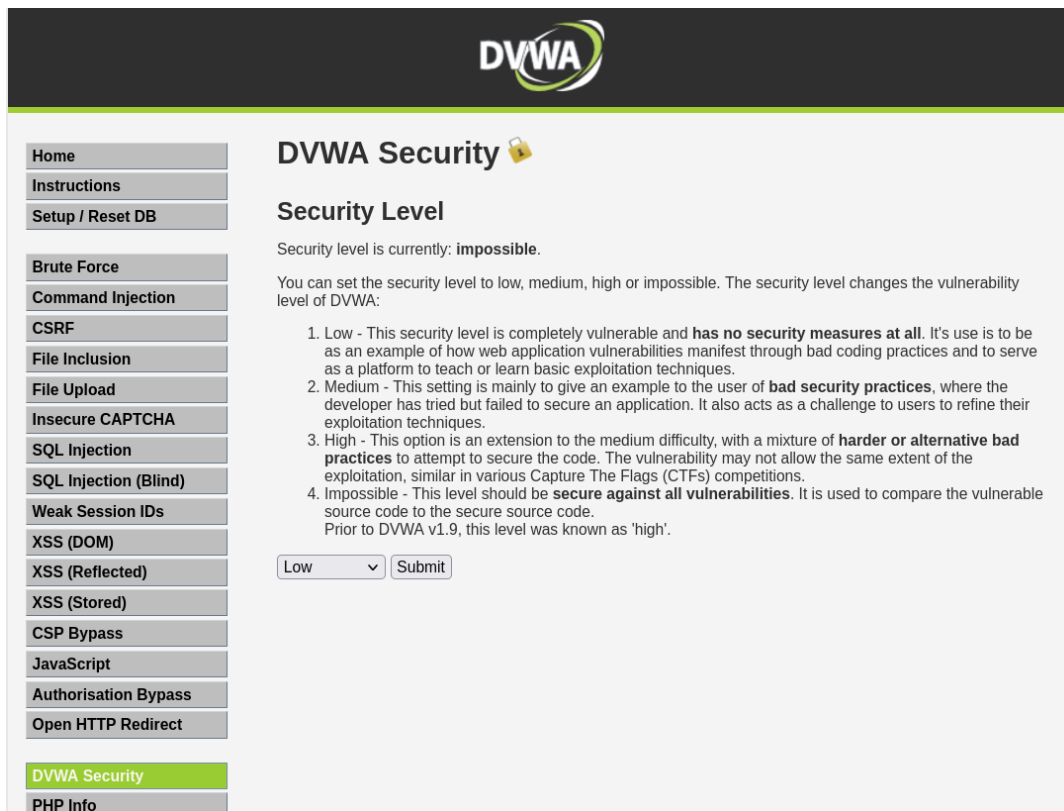 DVWA
Home
Instructions
Setup / Reset DB
Brute Force
Command Injection
CSRF
File Inclusion
File Upload
Insecure CAPTCHA
SQL Injection
SQL Injection (Blind)
Weak Session IDs
XSS (DOM)
XSS (Reflected)
XSS (Stored)
CSP Bypass
JavaScript
Authorisation Bypass
Open HTTP Redirect
DVWA Security
PHP Info
DVWA Security
Security Level
Security level is currently: impossible.
You can set the security level to low, medium, high or impossible. The security level changes the vulnerability
level of DVWA:
1. Low - This security level is completely vulnerable and has no security measures at all. It's use is to be
as an example of how web application vulnerabilities manifest through bad coding practices and to serve
as a platform to teach or learn basic exploitation techniques.
2. Medium - This setting is mainly to give an example to the user of bad security practices, where the
developer has tried but failed to secure an application. It also acts as a challenge to users to refine their
exploitation techniques.
3. High - This option is an extension to the medium difficulty, with a mixture of harder or alternative bad
practices to attempt to secure the code. The vulnerability may not allow the same extent of the
exploitation, similar in various Capture The Flags (CTFs) competitions.
4. Impossible - This level should be secure against all vulnerabilities. It is used to compare the vulnerable
source code to the secure source code.
Prior to DVWA v1.9, this level was known as 'high'.
Low Submit